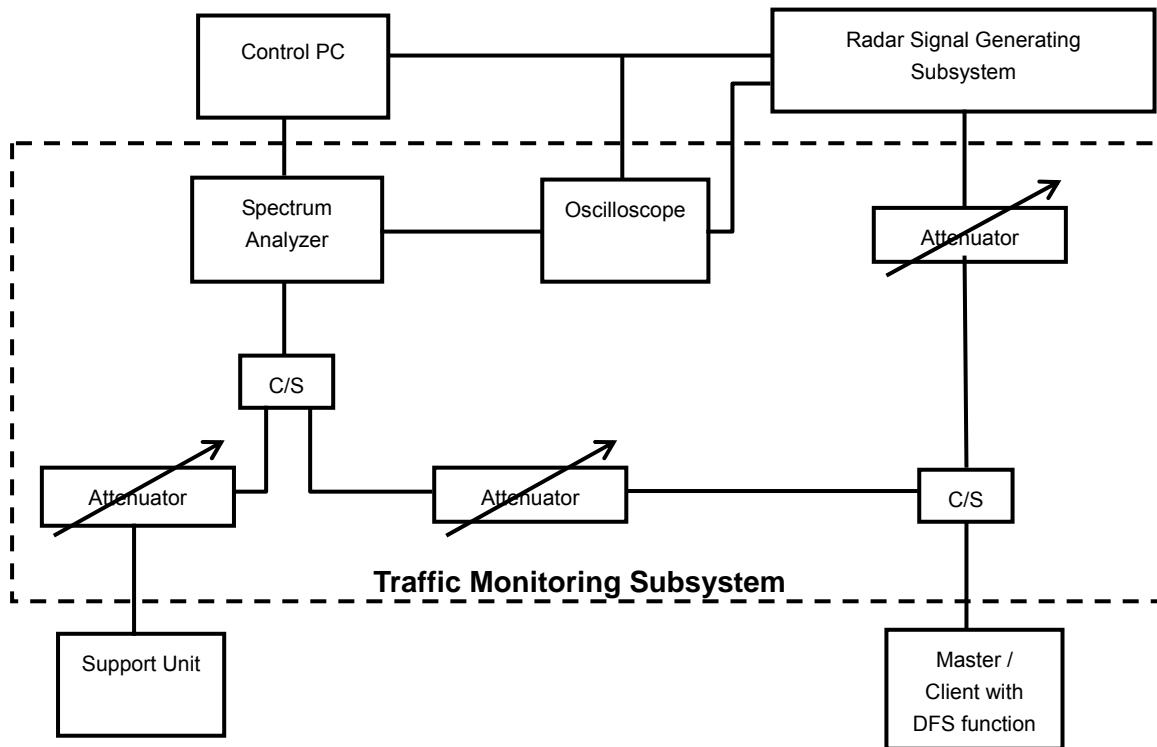 Control PC
Radar Signal Generating
Subsystem
Spectrum
Analyzer
Oscilloscope
Attenuator
C/S
Attenuator
Attenuator
C/S
Traffic Monitoring Subsystem
Support Unit
Master /
Client with
DFS function